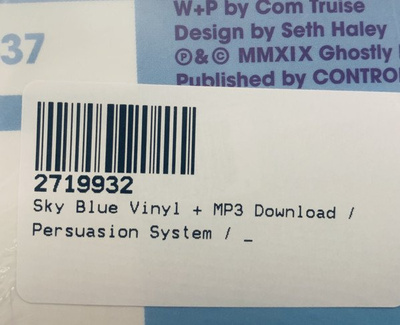 37
W+P by Com Truise
Design by Seth Haley
℗&© MMXIX Ghostly
Published by CONTRO
2719932
Sky Blue Vinyl + MP3 Download /
Persuasion System / _